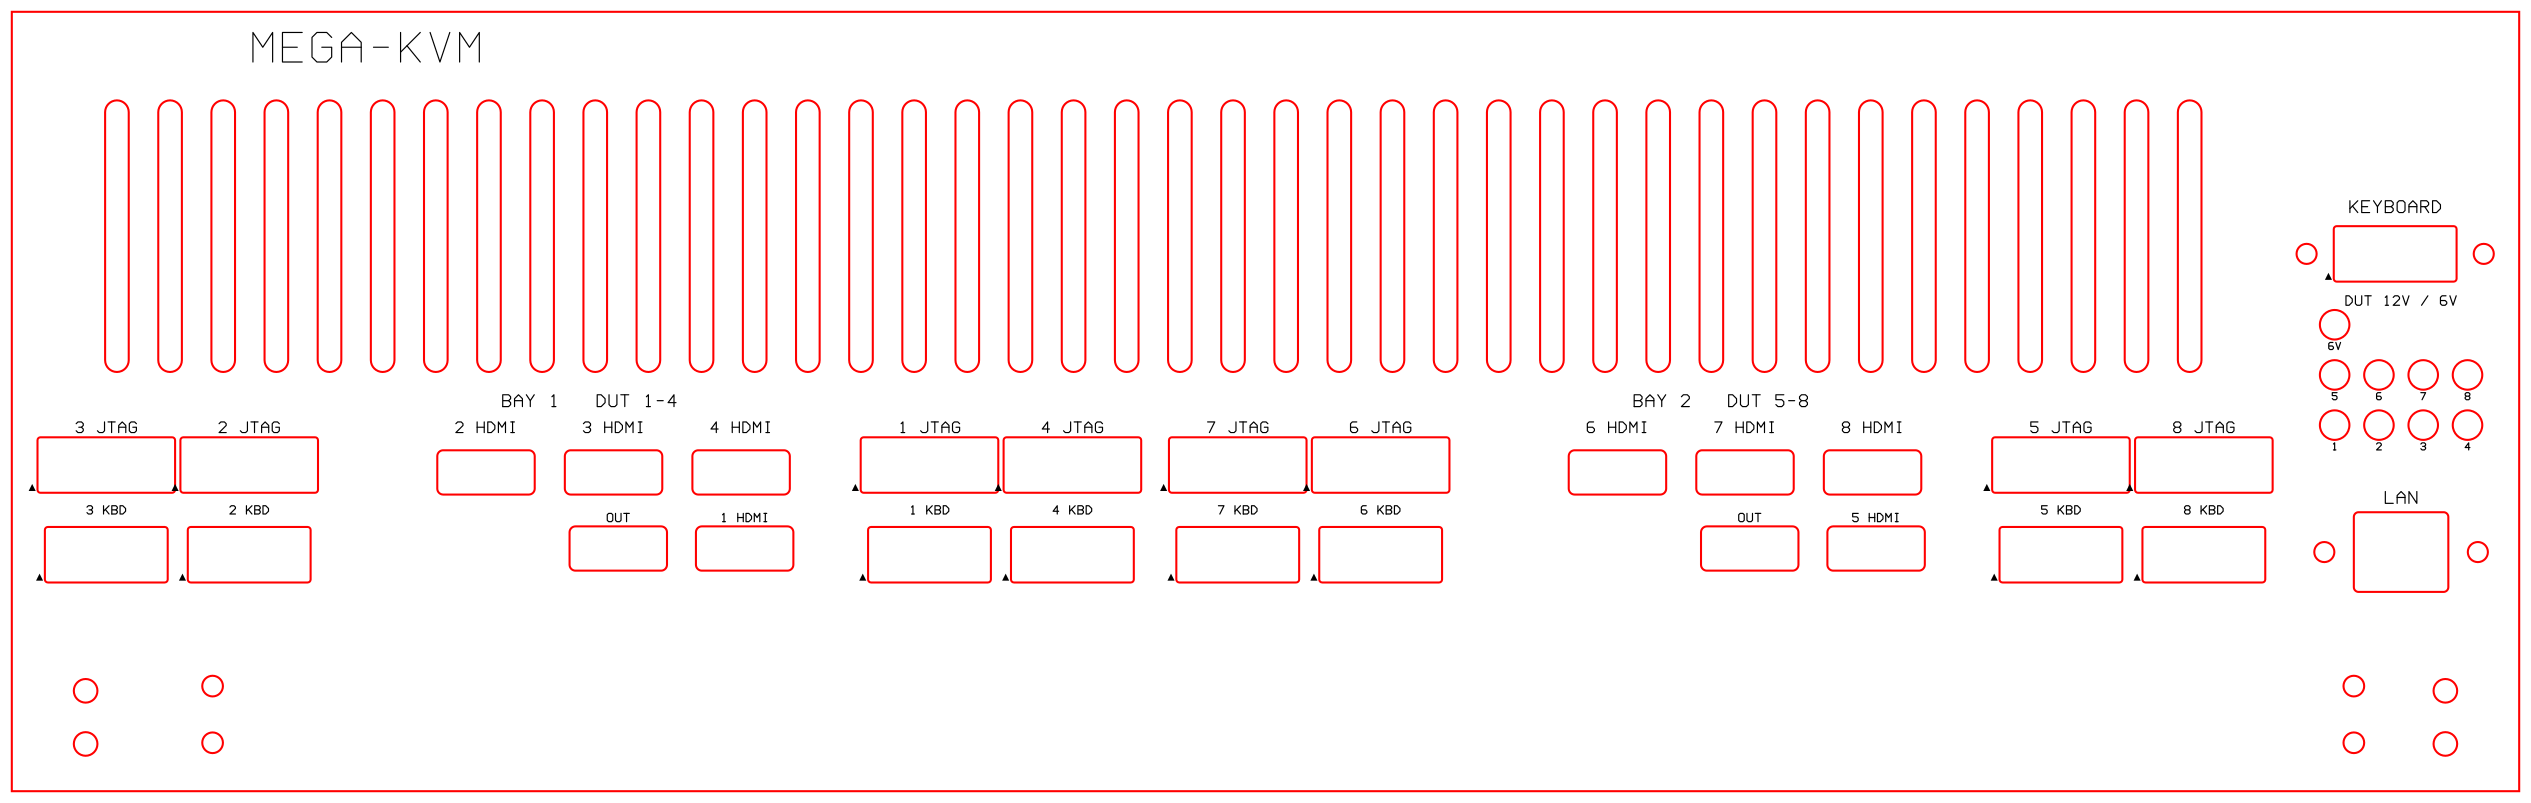 MEGA-KVM
KEYBOARD
DUT 12V / 6V
6V
5 6 7 8
BAY 1 DUT 1-4 BAY 2 DUT 5-8
3 JTAG 2 JTAG 2 HDMI 3 HDMI 4 HDMI 1 JTAG 4 JTAG 7 JTAG 6 JTAG 6 HDMI 7 HDMI 8 HDMI 5 JTAG 8 JTAG
1 2 3 4
LAN
3 KBD 2 KBD OUT 1 HDMI 1 KBD 4 KBD 7 KBD 6 KBD OUT 5 HDMI 5 KBD 8 KBD